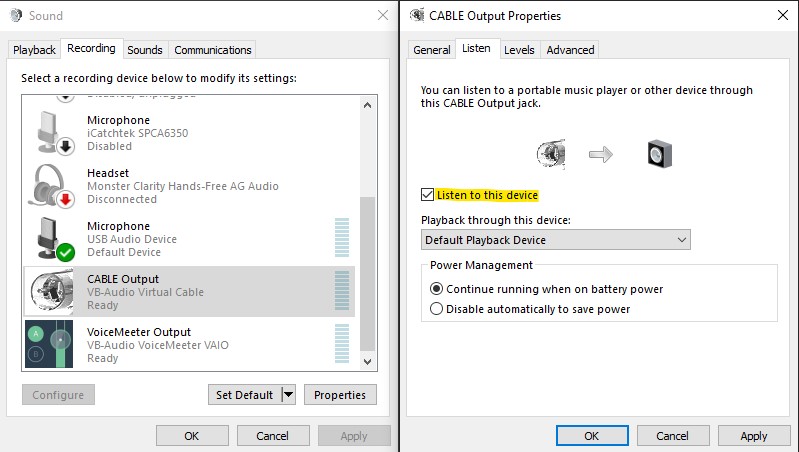 Sound
Playback Recording Sounds Communications
Select a recording device below to modify its settings:
Disabled, unplugged
Microphone
iCatchtek SPCA6350
Disabled
Headset
Monster Clarity Hands-Free AG Audio
Disconnected
Microphone
USB Audio Device
Default Device
CABLE Output
VB-Audio Virtual Cable
Ready
VoiceMeeter Output
VB-Audio VoiceMeeter VAIO
Ready
Configure Set Default Properties
OK Cancel Apply
CABLE Output Properties
General Listen Levels Advanced
You can listen to a portable music player or other device through
this CABLE Output jack.
Listen to this device
Playback through this device:
Default Playback Device
Power Management
Continue running when on battery power
Disable automatically to save power
OK Cancel Apply